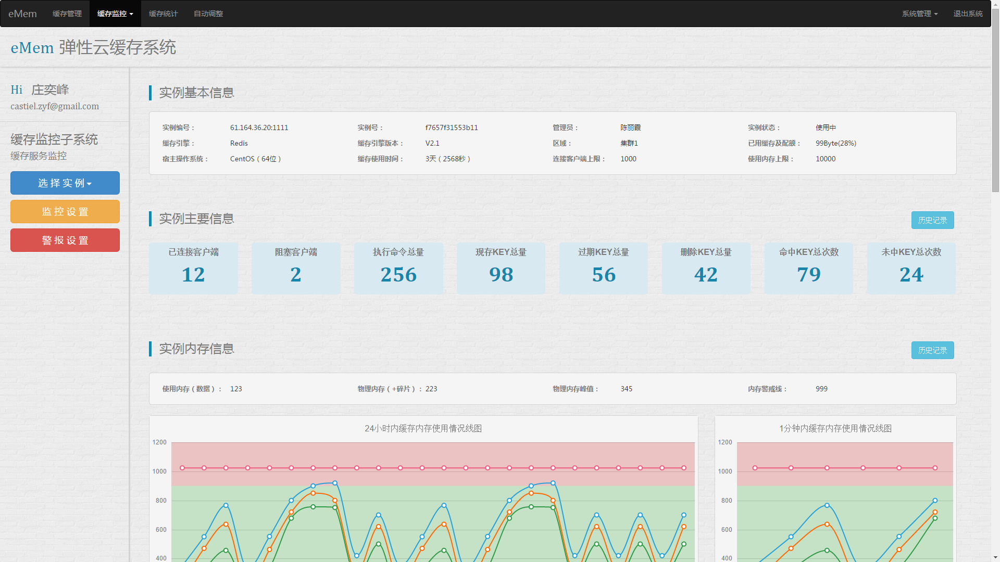 eMem 缓存管理 缓存监控 缓存统计 自动调整 系统管理 退出系统
eMem 弹性云缓存系统
Hi 庄奕峰
castiel.zyf@gmail.com
缓存监控子系统
缓存服务监控
选 择 实 例
监 控 设 置
警 报 设 置
实例基本信息
实例编号： 61.164.36.20:1111 实例号： f7657f31553b11 管理员： 陈丽霞 实例状态： 使用中
缓存引擎： Redis 缓存引擎版本： V2.1 区域： 集群1 已用缓存及配额： 99Byte(28%)
宿主操作系统： CentOS（64位） 缓存使用时间： 3天（2568秒） 连接客户端上限： 1000 使用内存上限： 10000
实例主要信息 历史记录
已连接客户端 阻塞客户端 执行命令总量 现存KEY总量 过期KEY总量 删除KEY总量 命中KEY总次数 未中KEY总次数
12 2 256 98 56 42 79 24
实例内存信息 历史记录
使用内存（数据）： 123 物理内存（+碎片）： 223 物理内存峰值： 345 内存警戒线： 999
24小时内缓存内存使用情况线图
1200
1000
800
600
400
1分钟内缓存内存使用情况线图
1200
1000
800
600
400